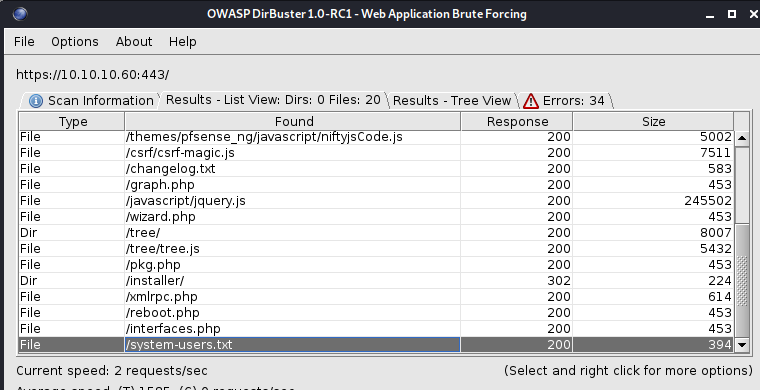 OWASP DirBuster 1.0-RC1 - Web Application Brute Forcing
File Options About Help
https://10.10.10.60:443/
Scan Information Results - List View: Dirs: 0 Files: 20 Results - Tree View Errors: 34
Type Found Response Size
File /themes/pfsense_ng/javascript/niftyjsCode.js 200 5002
File /csrf/csrf-magic.js 200 7511
File /changelog.txt 200 583
File /graph.php 200 453
File /javascript/jquery.js 200 245502
File /wizard.php 200 453
Dir /tree/ 200 8007
File /tree/tree.js 200 5432
File /pkg.php 200 453
Dir /installer/ 302 224
File /xmlrpc.php 200 614
File /reboot.php 200 453
File /interfaces.php 200 453
File /system-users.txt 200 394
Current speed: 2 requests/sec (Select and right click for more options)
Average speed: (T) 1585, (C) 0 requests/sec